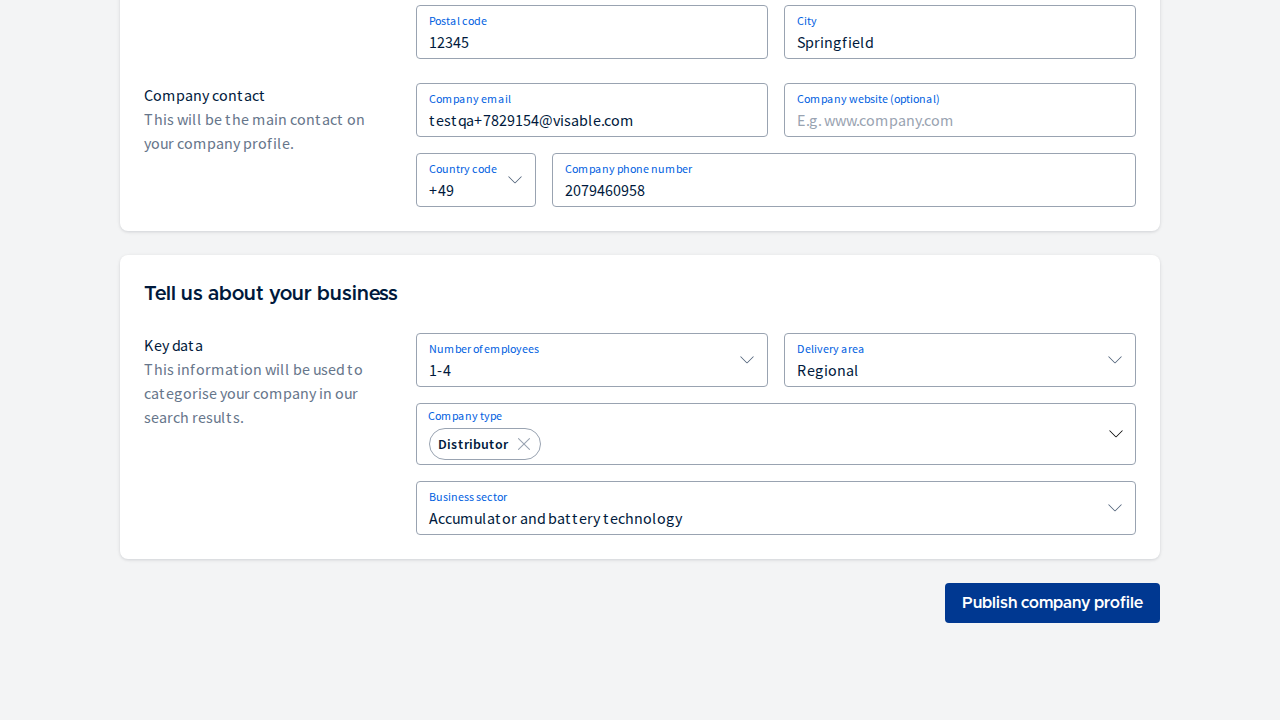 Postal code
12345
City
Springfield
Company contact
This will be the main contact on
your company profile.
Company email
testqa+7829154@visable.com
Company website (optional)
E.g. www.company.com
Country code
+49
Company phone number
2079460958
Tell us about your business
Key data
This information will be used to
categorise your company in our
search results.
Number of employees
1-4
Delivery area
Regional
Company type
Distributor
Business sector
Accumulator and battery technology
Publish company profile